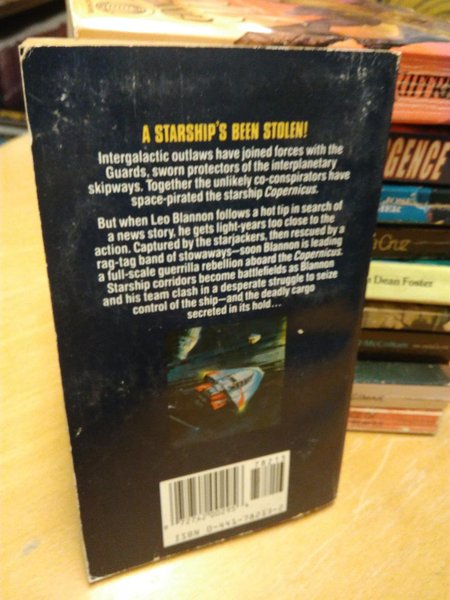 A STARSHIP'S BEEN STOLEN!
Intergalactic outlaws have joined forces with the
Guards, sworn protectors of the interplanetary
skipways. Together the unlikely co-conspirators have
space-pirated the starship Copernicus.
But when Leo Blannon follows a hot tip in search of
a news story, he gets light-years too close to the
action. Captured by the starjackers, then rescued by a
rag-tag band of stowaways—soon Blannon is leading
a full-scale guerrilla rebellion aboard the Copernicus.
Starship corridors become battlefields as Blannon
and his team clash in a desperate struggle to seize
control of the ship—and the deadly cargo
secreted in its hold...
78213
ISBN 0-441-78213-2
GENCE
Cruz
Dean Foster